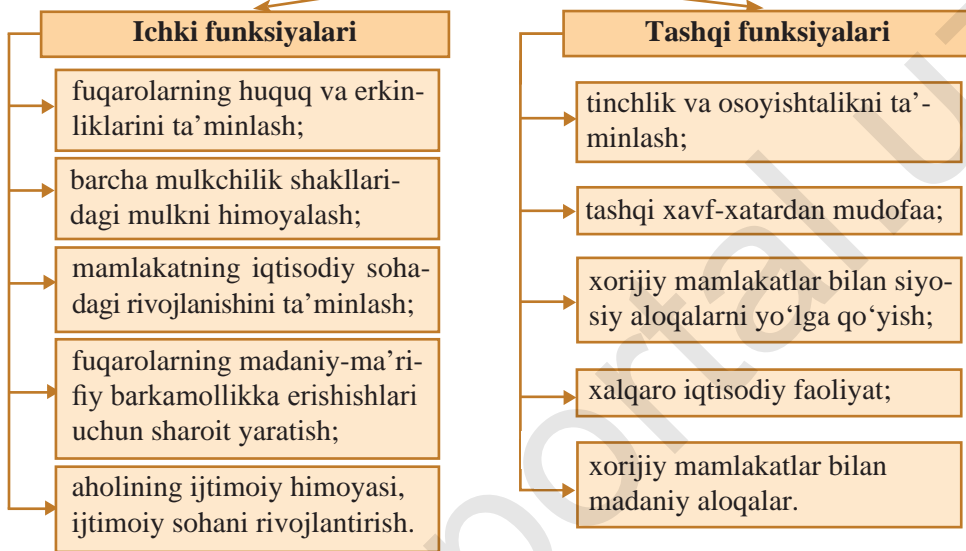 Ichki funksiyalari
fuqarolarning huquq va erkin-
liklarini ta’minlash;
barcha mulkchilik shakllari-
dagi mulkni himoyalash;
mamlakatning iqtisodiy soha-
dagi rivojlanishini ta’minlash;
fuqarolarning madaniy-ma’ri-
fiy barkamollikka erishishlari
uchun sharoit yaratish;
aholining ijtimoiy himoyasi,
ijtimoiy sohani rivojlantirish.
Tashqi funksiyalari
tinchlik va osoyishtalikni ta’-
minlash;
tashqi xavf-xatardan mudofaa;
xorijiy mamlakatlar bilan siyo-
siy aloqalarni yo‘lga qo‘yish;
xalqaro iqtisodiy faoliyat;
xorijiy mamlakatlar bilan
madaniy aloqalar.
portal.u